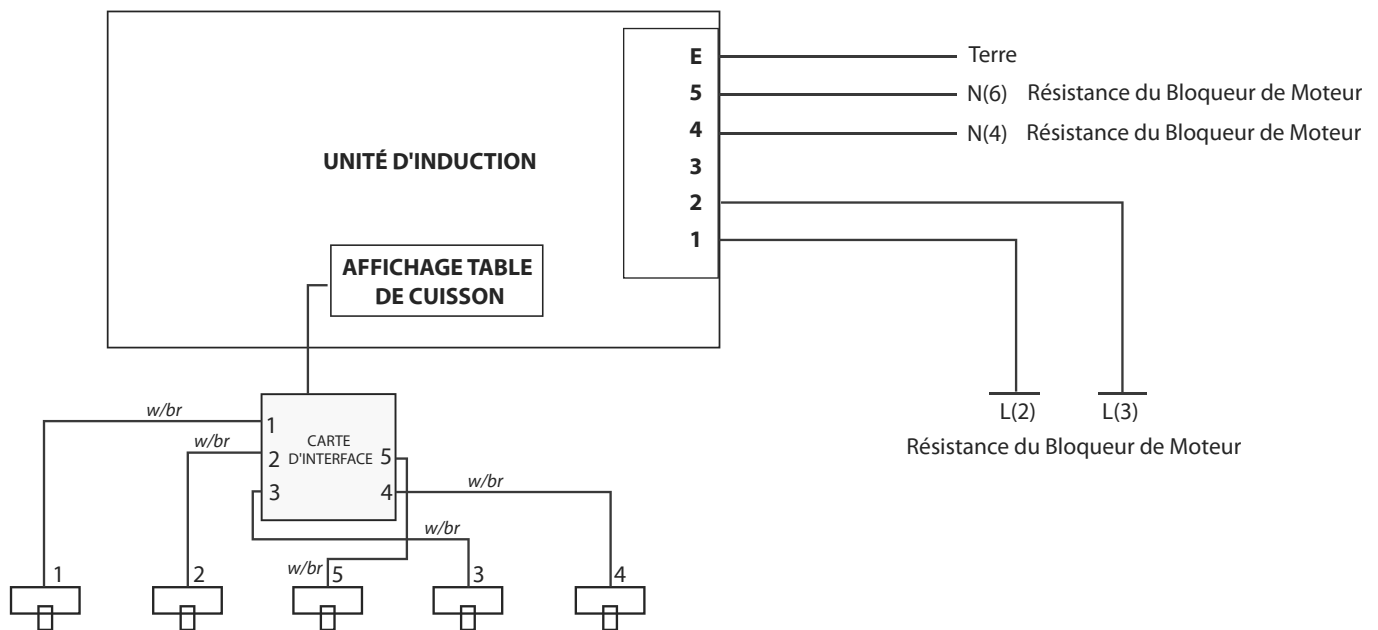 E Terre
5 N(6) Résistance du Bloqueur de Moteur
4 N(4) Résistance du Bloqueur de Moteur
UNITÉ D'INDUCTION
3
2
1
AFFICHAGE TABLE
DE CUISSON
L(2) L(3)
Résistance du Bloqueur de Moteur
w/br
1
w/br
CARTE
2 D'INTERFACE 5
3 4
w/br
w/br
w/br
1 2 5 3 4